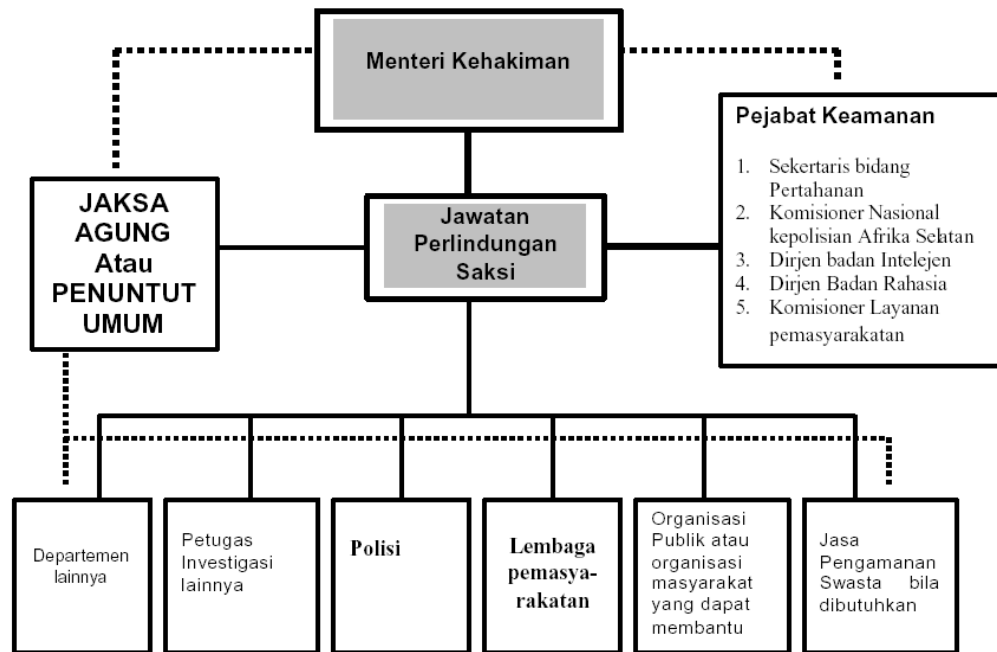 Menteri Kehakiman
Pejabat Keamanan
1. Sekertaris bidang
Pertahanan
2. Komisioner Nasional
kepolisian Afrika Selatan
3. Dirjen badan Intelejen
4. Dirjen Badan Rahasia
5. Komisioner Layanan
pemasyarakatan
JAKSA
AGUNG
Atau
PENUNTUT
UMUM
Jawatan
Perlindungan
Saksi
Departemen
lainnya
Petugas
Investigasi
lainnya
Polisi
Lembaga
pemasya-
rakatan
Organisasi
Publik atau
organisasi
masyarakat
yang dapat
membantu
Jasa
Pengamanan
Swasta bila
dibutuhkan